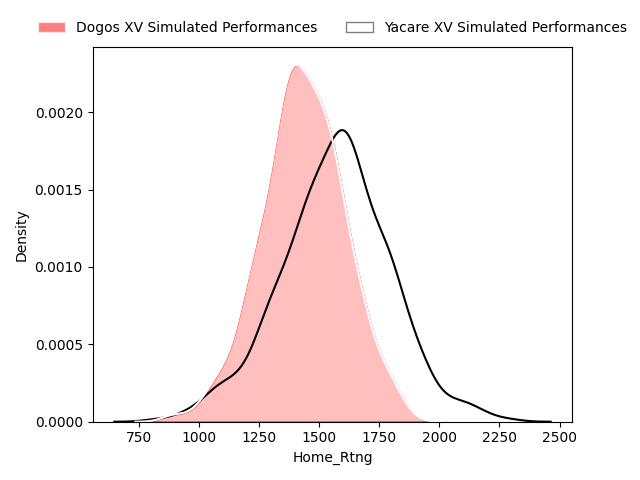 Dogos XV Simulated Performances
Yacare XV Simulated Performances
0.0020
0.0015
0.0010
0.0005
0.0000
Density
750 1000 1250 1500 1750 2000 2250 2500
Home_Rtng